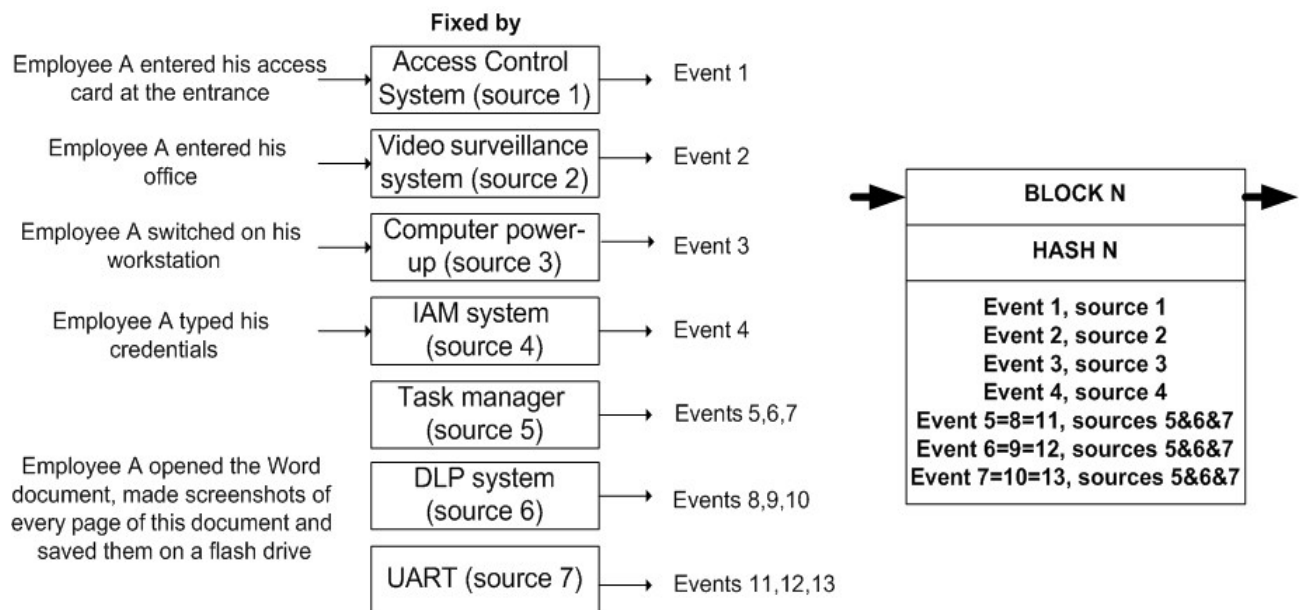 Fixed by
Employee A entered his access
card at the entrance
Access Control
System (source 1)
Event 1
Employee A entered his
office
Video surveillance
system (source 2)
Event 2
Employee A switched on his
workstation
Computer power-
up (source 3)
Event 3
Employee A typed his
credentials
IAM system
(source 4)
Event 4
Task manager
(source 5)
Events 5,6,7
Employee A opened the Word
document, made screenshots of
every page of this document and
saved them on a flash drive
DLP system
(source 6)
Events 8,9,10
UART (source 7)
Events 11,12,13
BLOCK N
HASH N
Event 1, source 1
Event 2, source 2
Event 3, source 3
Event 4, source 4
Event 5=8=11, sources 5&6&7
Event 6=9=12, sources 5&6&7
Event 7=10=13, sources 5&6&7